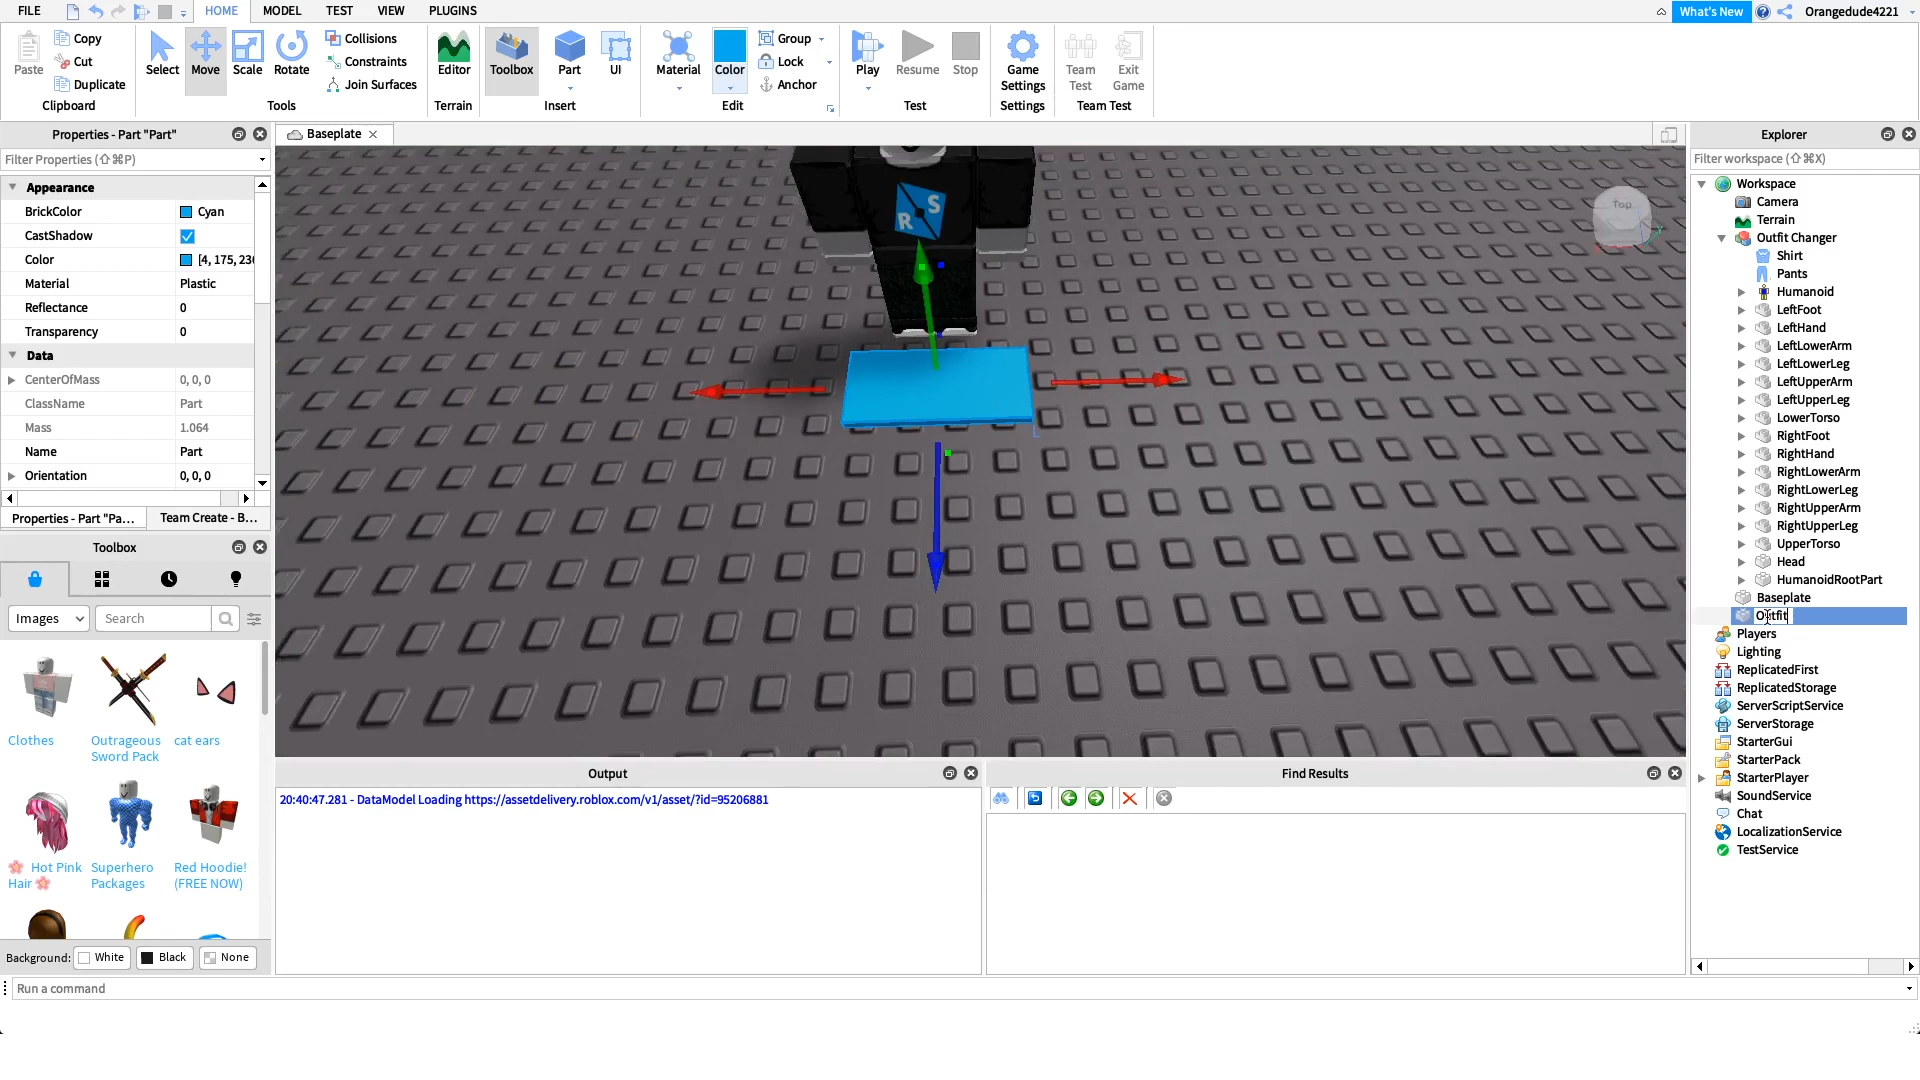 FILE HOME MODEL TEST VIEW PLUGINS What's New Orangedude4221
Paste Copy Cut Duplicate Clipboard
Select Move Scale Rotate Collisions Constraints Join Surfaces Tools
Editor Terrain
Toolbox Part UI Insert
Material Color Group Lock Anchor Edit
Play Resume Stop Test
Game Settings Settings
Team Test Exit Game Team Test
Properties - Part "Part"
Filter Properties (⇧⌘P)
Appearance
BrickColor Cyan
CastShadow
Color [4, 175, 23
Material Plastic
Reflectance 0
Transparency 0
Data
CenterOfMass 0, 0, 0
ClassName Part
Mass 1.064
Name Part
Orientation 0, 0, 0
Properties - Part "Pa... Team Create - B...
Toolbox
Images Search
Clothes
Outrageous Sword Pack
cat ears
🌸 Hot Pink Hair 🌸
Superhero Packages
Red Hoodie! (FREE NOW)
Background: White Black None
Baseplate
R S
Top
Output
20:40:47.281 - DataModel Loading https://assetdelivery.roblox.com/v1/asset/?id=95206881
Find Results
Explorer
Filter workspace (⇧⌘X)
Workspace
Camera
Terrain
Outfit Changer
Shirt
Pants
Humanoid
LeftFoot
LeftHand
LeftLowerArm
LeftLowerLeg
LeftUpperArm
LeftUpperLeg
LowerTorso
RightFoot
RightHand
RightLowerArm
RightLowerLeg
RightUpperArm
RightUpperLeg
UpperTorso
Head
HumanoidRootPart
Baseplate
Outfit
Players
Lighting
ReplicatedFirst
ReplicatedStorage
ServerScriptService
ServerStorage
StarterGui
StarterPack
StarterPlayer
SoundService
Chat
LocalizationService
TestService
Run a command